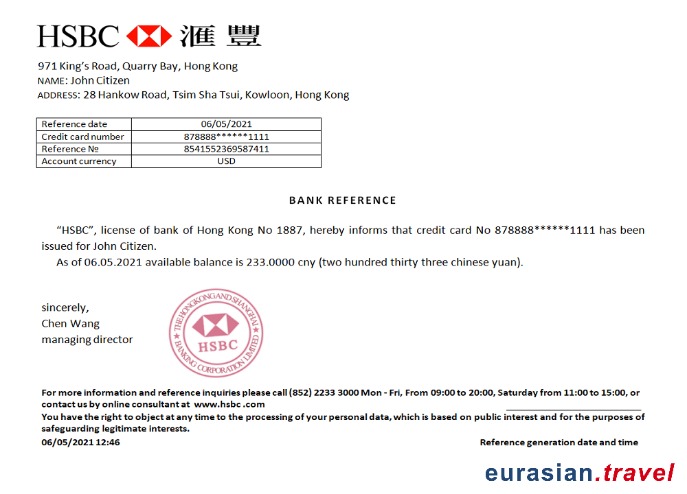 HSBC 滙豐
971 King's Road, Quarry Bay, Hong Kong
NAME: John Citizen
ADDRESS: 28 Hankow Road, Tsim Sha Tsui, Kowloon, Hong Kong
Reference date 06/05/2021
Credit card number 878888******1111
Reference № 8541552369587411
Account currency USD
BANK REFERENCE
“HSBC”, license of bank of Hong Kong No 1887, hereby informs that credit card No 878888******1111 has been
issued for John Citizen.
As of 06.05.2021 available balance is 233.0000 cny (two hundred thirty three chinese yuan).
sincerely,
Chen Wang
managing director
THE HONGKONG AND SHANGHAI
HSBC
BANKING CORPORATION LIMITED
For more information and reference inquiries please call (852) 2233 3000 Mon - Fri, From 09:00 to 20:00, Saturday from 11:00 to 15:00, or
contact us by online consultant at www.hsbc .com
You have the right to object at any time to the processing of your personal data, which is based on public interest and for the purposes of
safeguarding legitimate interests.
06/05/2021 12:46 Reference generation date and time
eurasian.travel